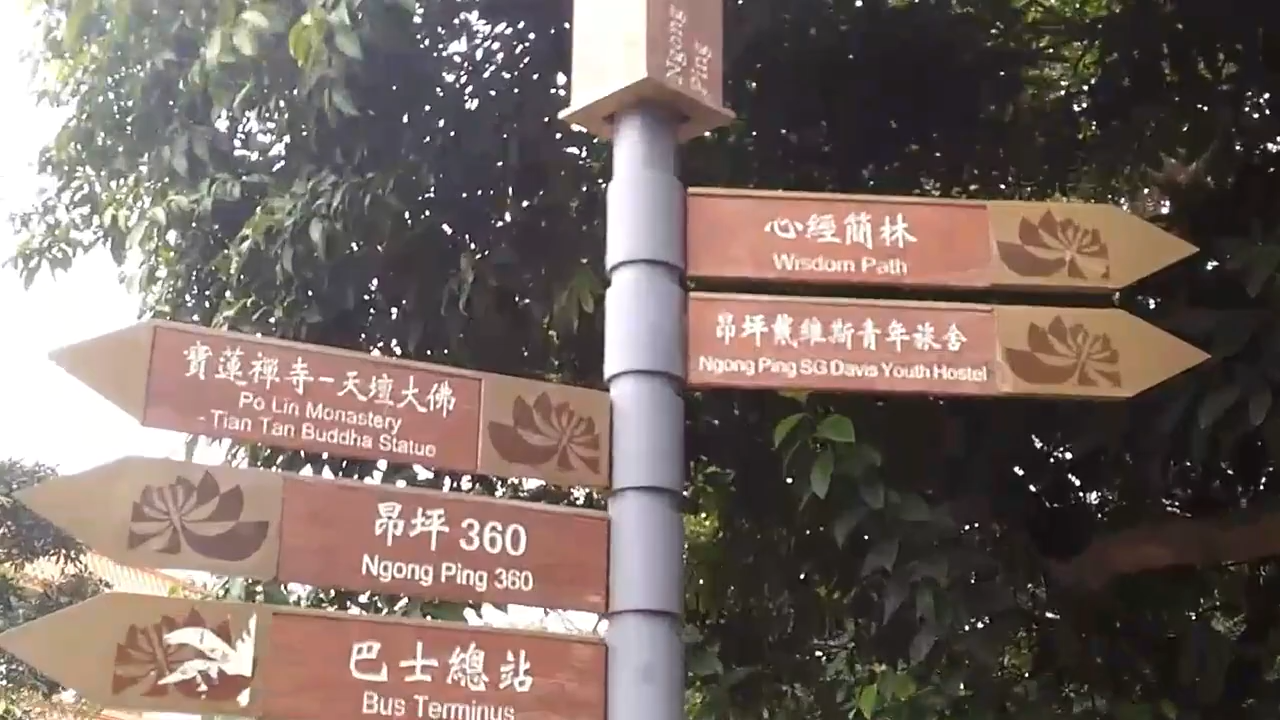 Ngong
Ping
心經簡林
Wisdom Path
昂坪戴維斯青年旅舍
Ngong Ping SG Davis Youth Hostel
寶蓮禪寺-天壇大佛
Po Lin Monastery
-Tian Tan Buddha Statue
昂坪 360
Ngong Ping 360
巴士總站
Bus Terminus